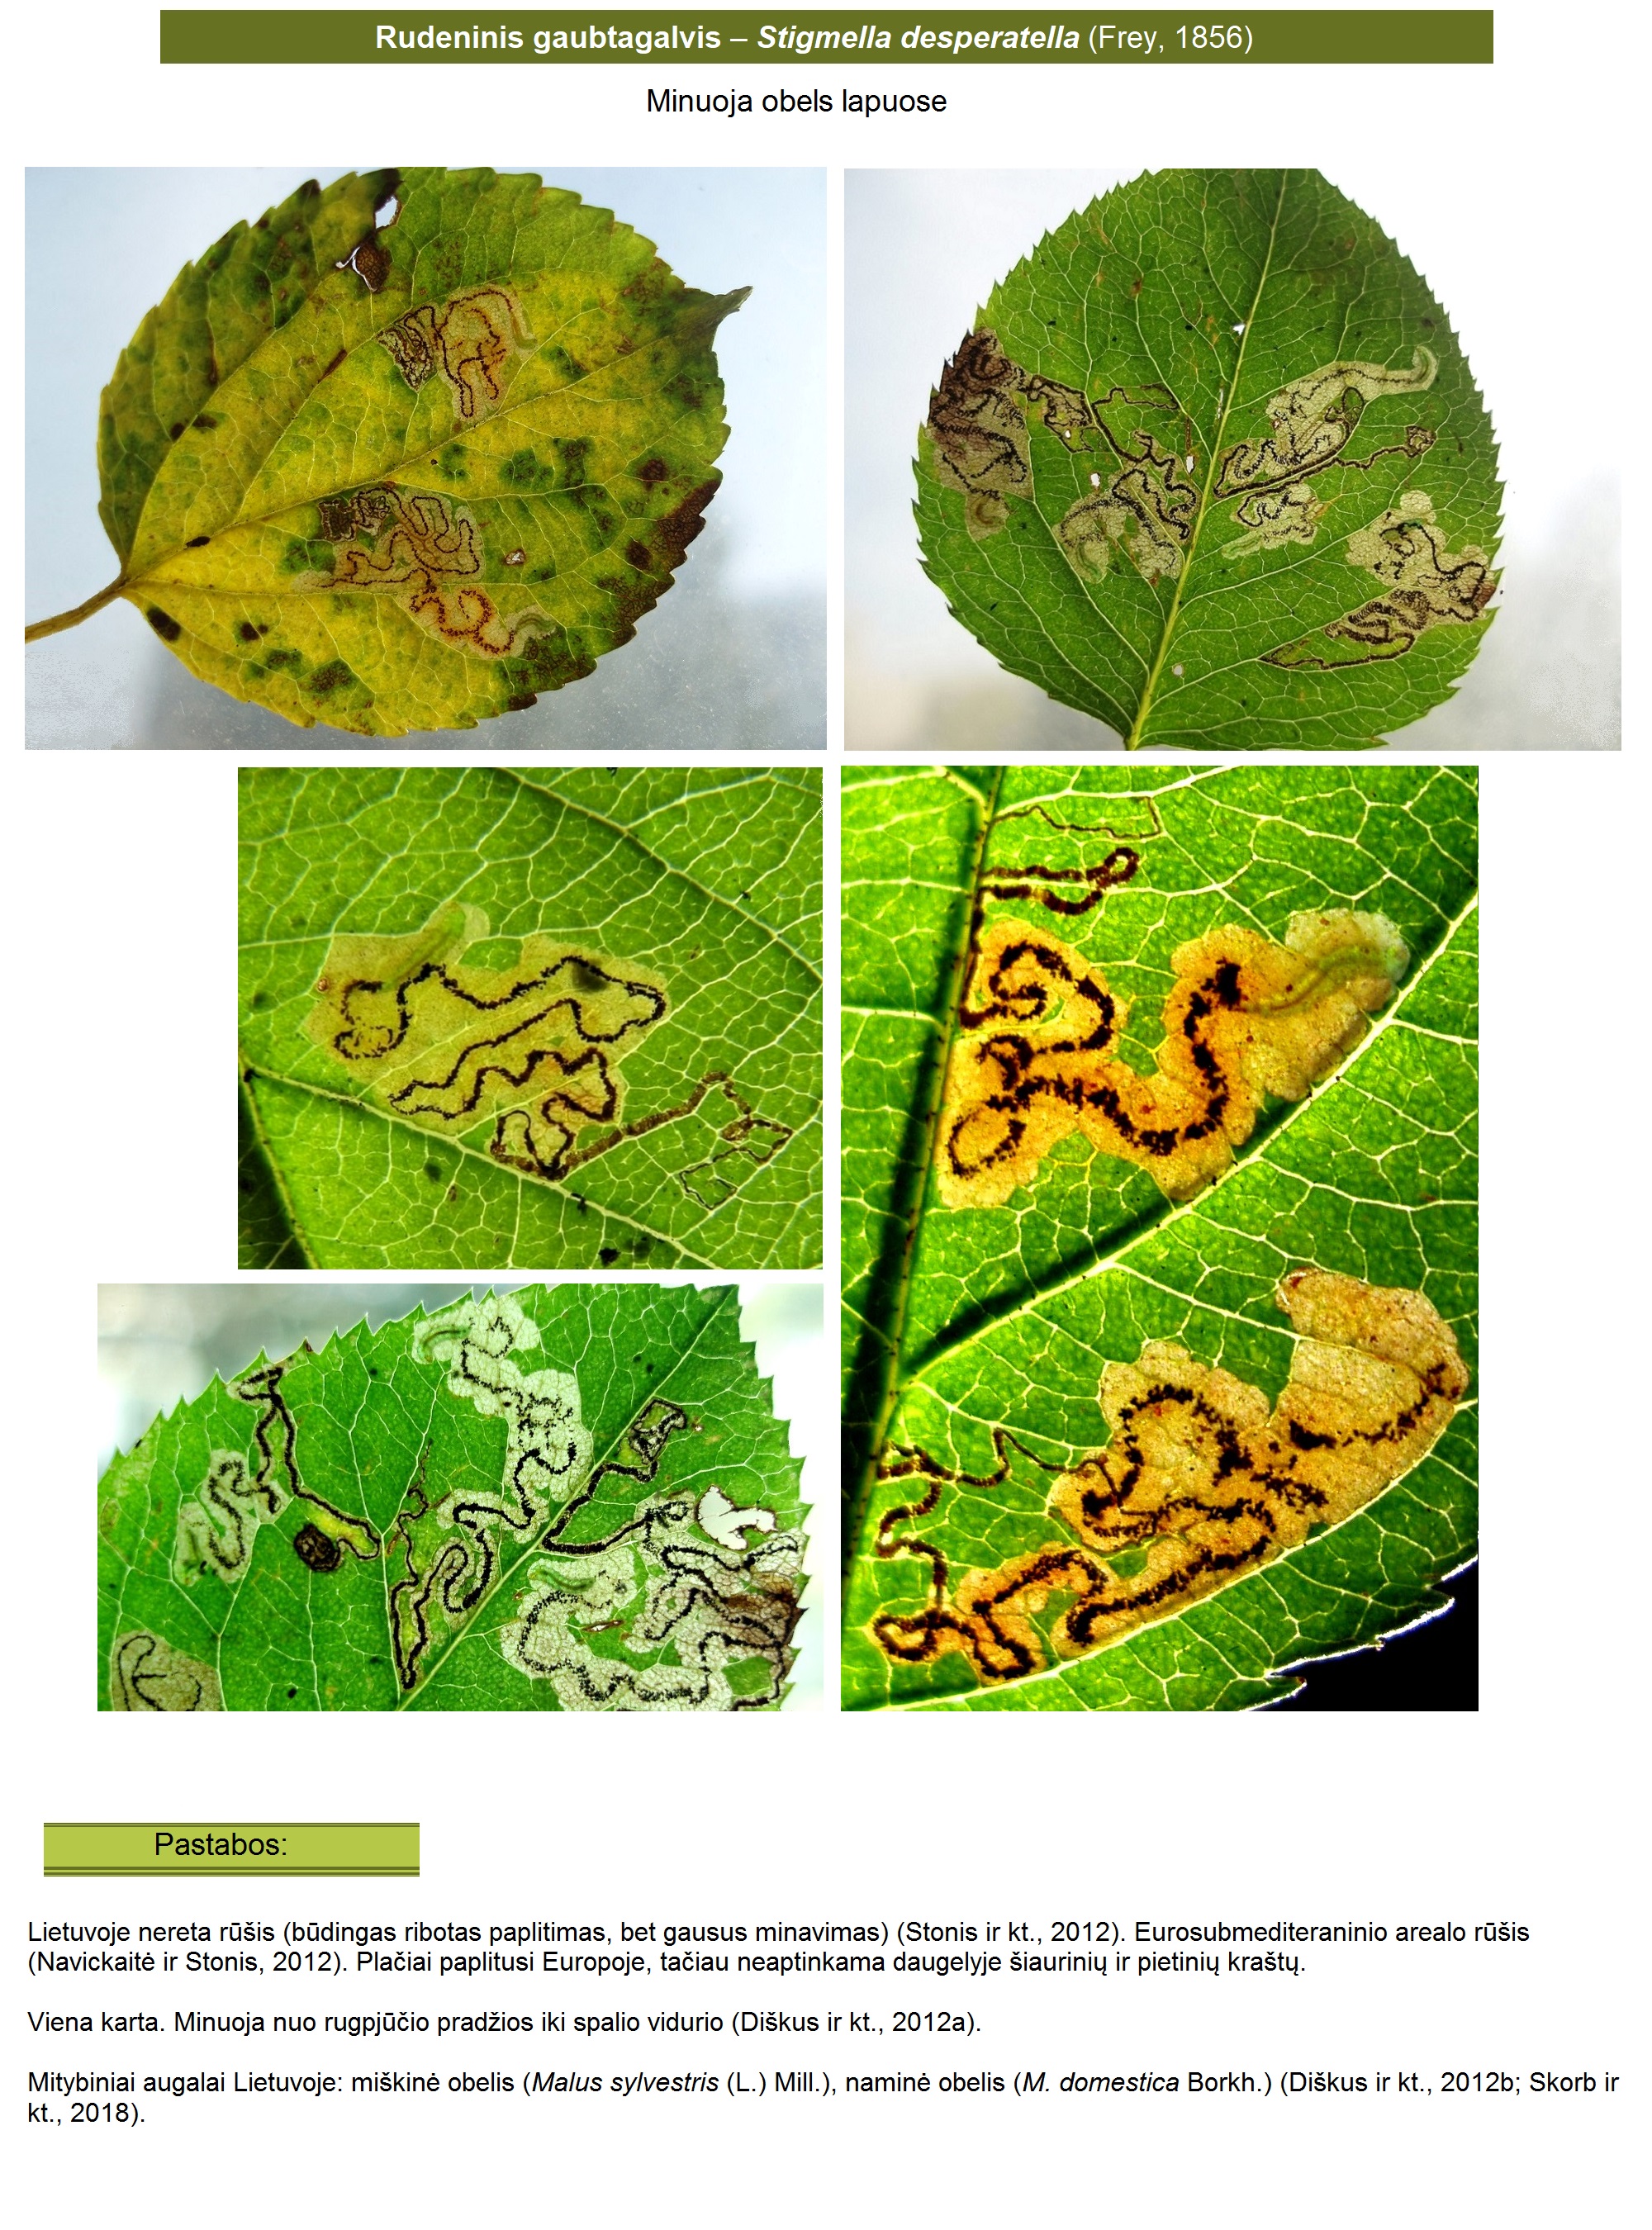 Rudeninis gaubtagalvis – Stigmella desperatella (Frey, 1856)
Minuoja obels lapuose
Pastabos:
Lietuvoje nereta rūšis (būdingas ribotas paplitimas, bet gausus minavimas) (Stonis ir kt., 2012). Eurosubmediteraninio arealo rūšis
(Navickaitė ir Stonis, 2012). Plačiai paplitusi Europoje, tačiau neaptinkama daugelyje šiaurinių ir pietinių kraštų.
Viena karta. Minuoja nuo rugpjūčio pradžios iki spalio vidurio (Diškus ir kt., 2012a).
Mitybiniai augalai Lietuvoje: miškinė obelis (Malus sylvestris (L.) Mill.), naminė obelis (M. domestica Borkh.) (Diškus ir kt., 2012b; Skorb ir
kt., 2018).